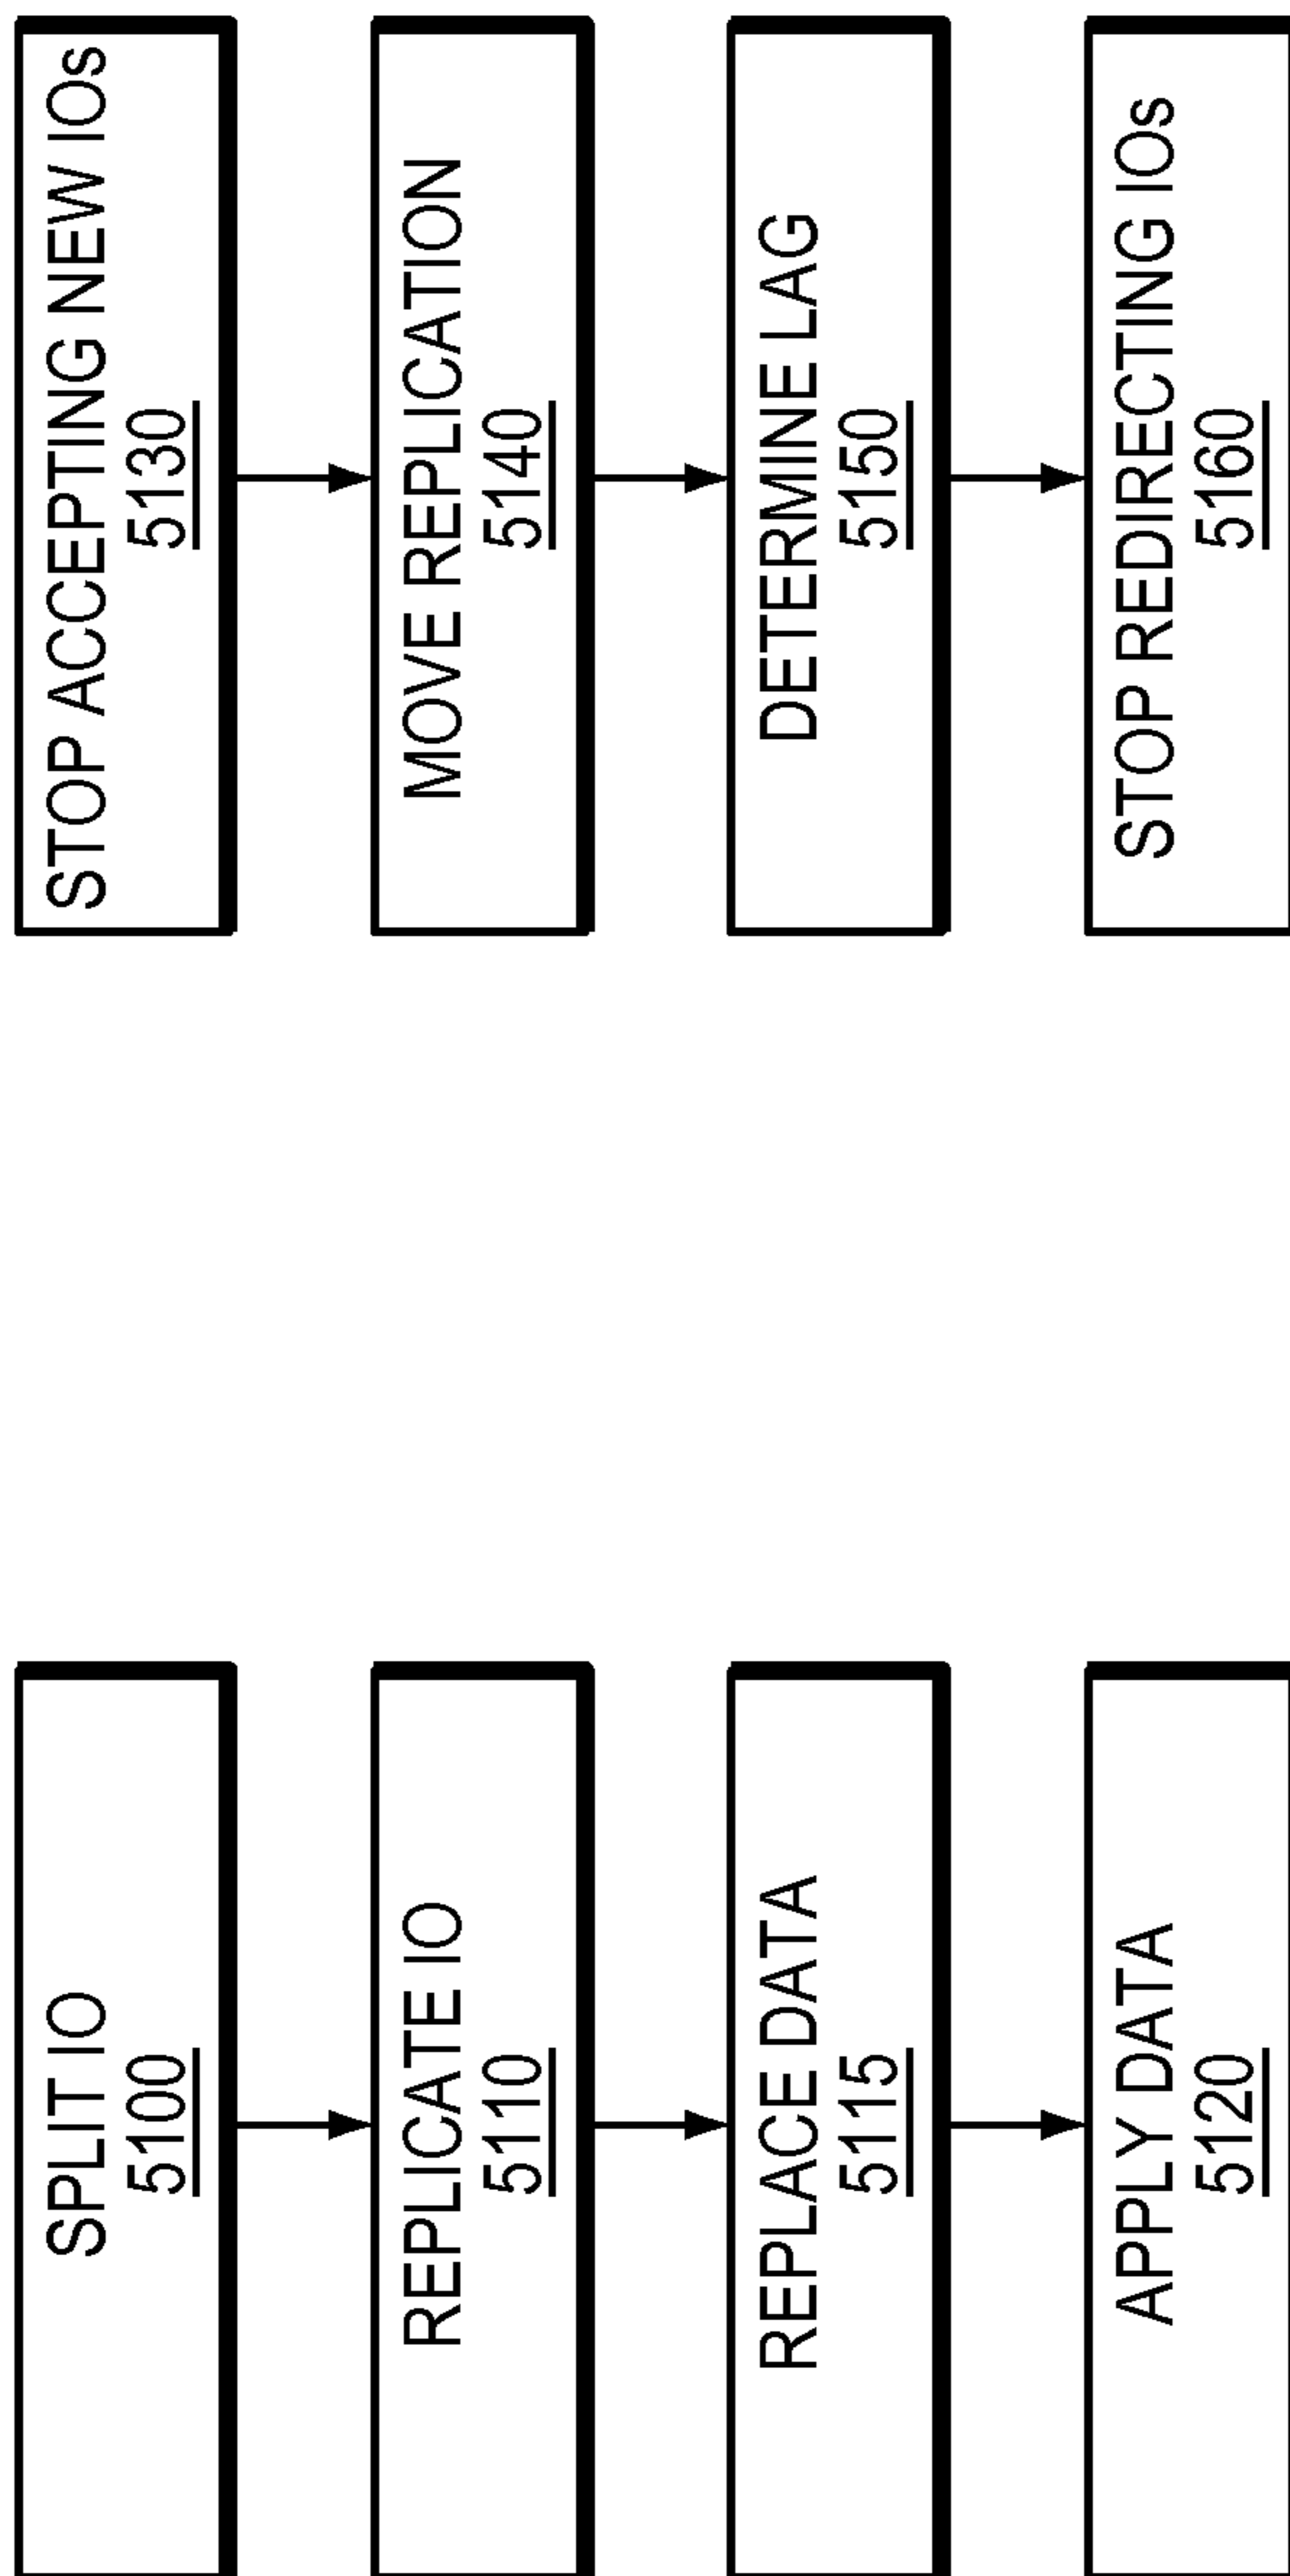 SPLIT IO
5100
REPLICATE IO
5110
REPLACE DATA
5115
APPLY DATA
5120
STOP ACCEPTING NEW IOs
5130
MOVE REPLICATION
5140
DETERMINE LAG
5150
STOP REDIRECTING IOs
5160